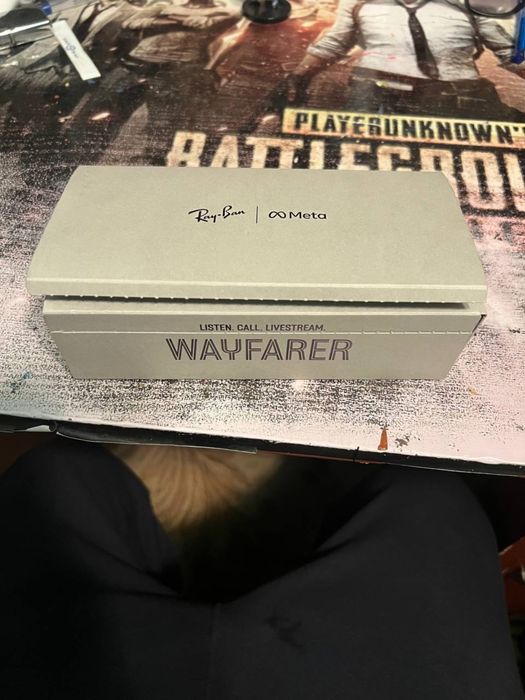 PLAYERUNKNOWN'S
Ray-Ban | Meta
LISTEN. CALL. LIVESTREAM.
WAYFARER